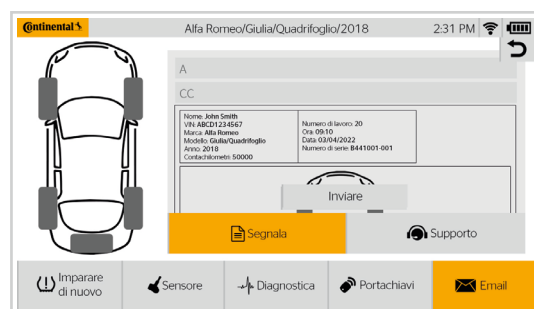 Continental
Alfa Romeo/Giulia/Quadrifoglio/2018
2:31 PM
A
CC
Nome: John Smith
VIN: ABCD1234567
Marca: Alfa Romeo
Modello: Giulia/Quadrifoglio
Anno: 2018
Contachilometri: 50000
Numero di lavoro: 20
Ora: 09:10
Data: 03/04/2022
Numero di serie: B441001-001
Inviare
Segnala
Supporto
Imparare
di nuovo
Sensore
Diagnostica
Portachiavi
Email